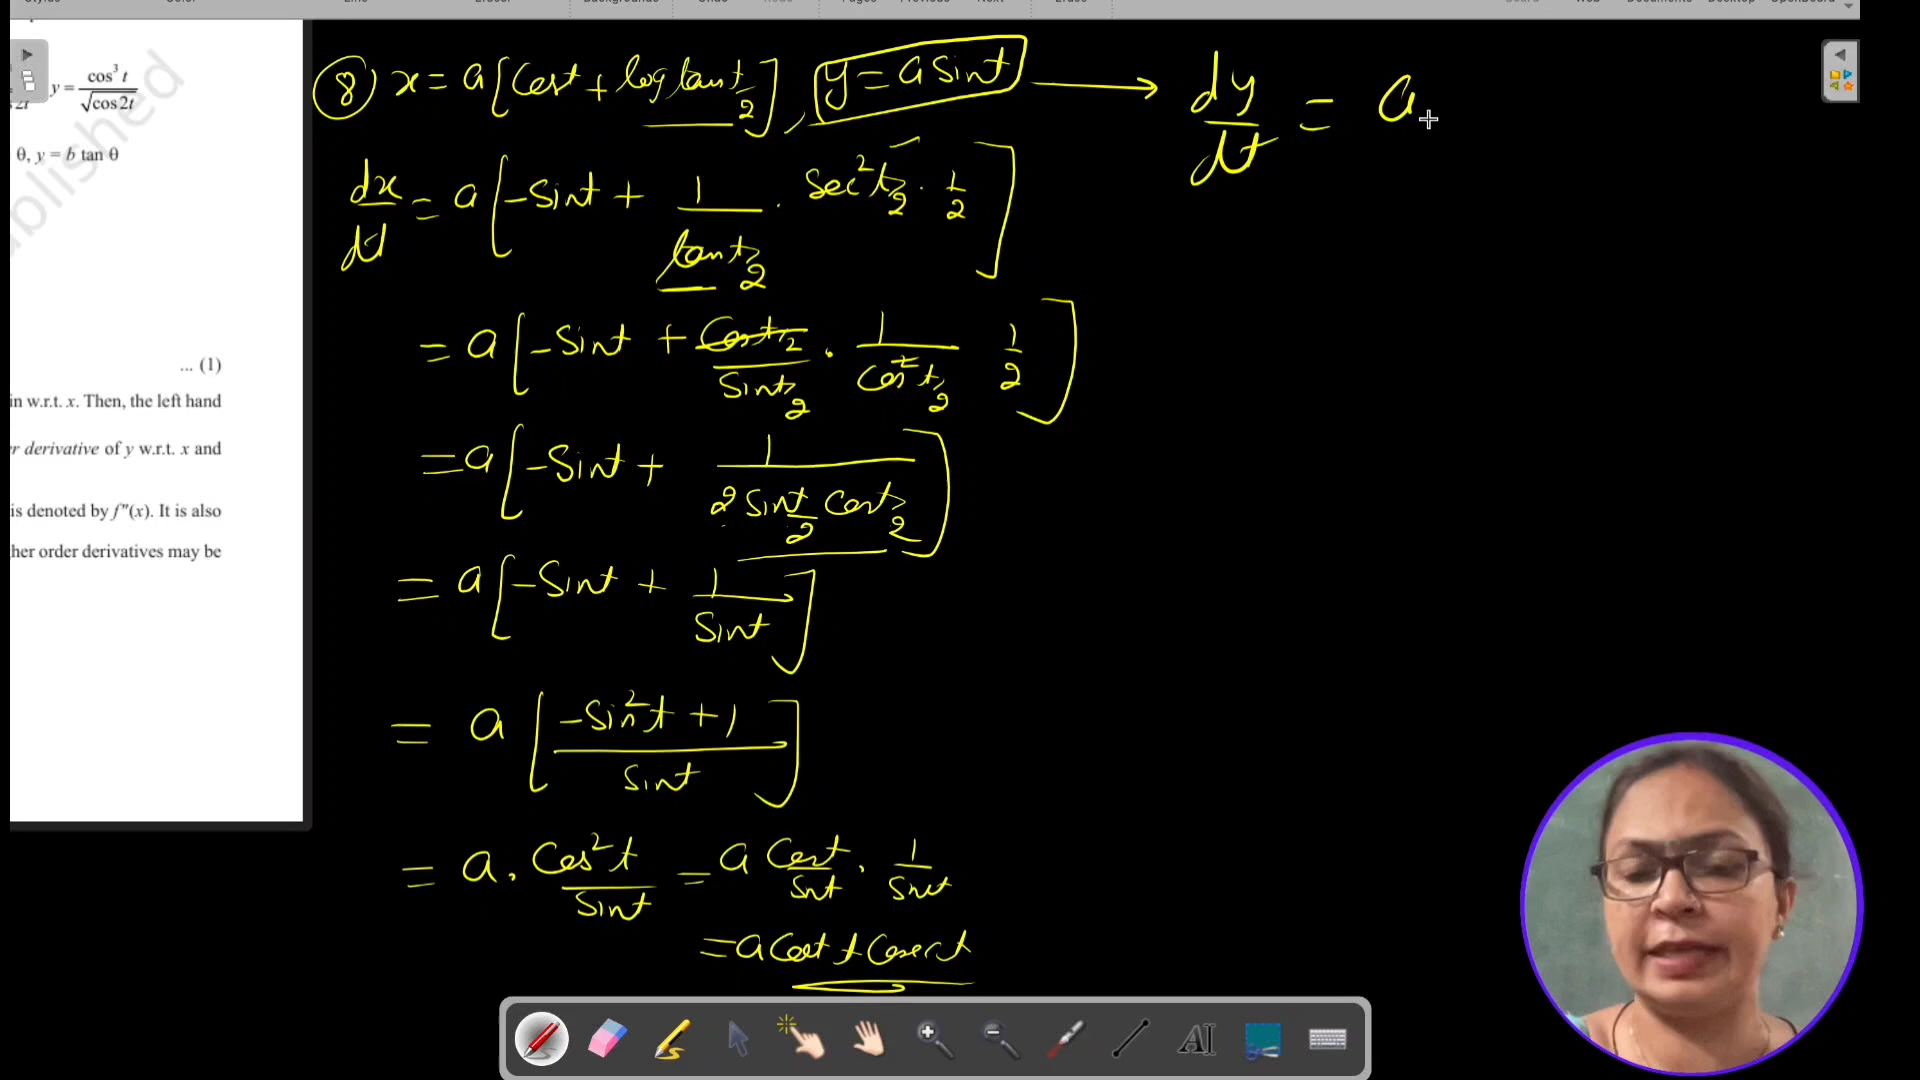 y = cos³ t / √cos 2t
θ, y = b tan θ
... (1)
in w.r.t. x. Then, the left hand
r derivative of y w.r.t. x and
is denoted by f″(x). It is also
her order derivatives may be
blished
⑧ x = a[Cost + log tan t/2], y = a sint → dy/dt = a
dx/dt = a[-Sint + 1/tan t/2 . Sec² t/2 . 1/2]
= a[-Sint + Cos t/2 / Sin t/2 . 1/Cos² t/2 1/2]
= a[-Sint + 1/2 Sin t/2 Cos t/2]
= a[-Sint + 1/Sint]
= a[-Sin²t + 1 / Sint]
= a . Cos²t/Sint = a Cost/Sint . 1/Sint
= a Cot t Cosec t
AI